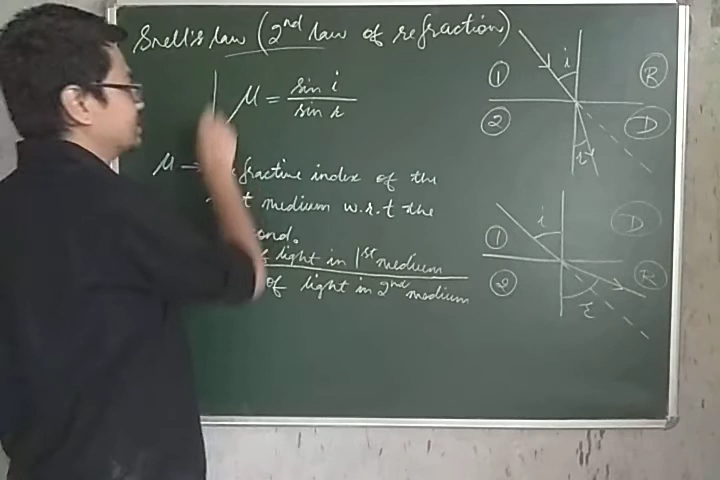 Snell's law (2nd law of refraction)
μ = sin i / sin r
μ → refractive index of the
medium w.r.t the
light in 1st medium
of light in 2nd medium
1 i R
2 r D
i D
1
2 R
r